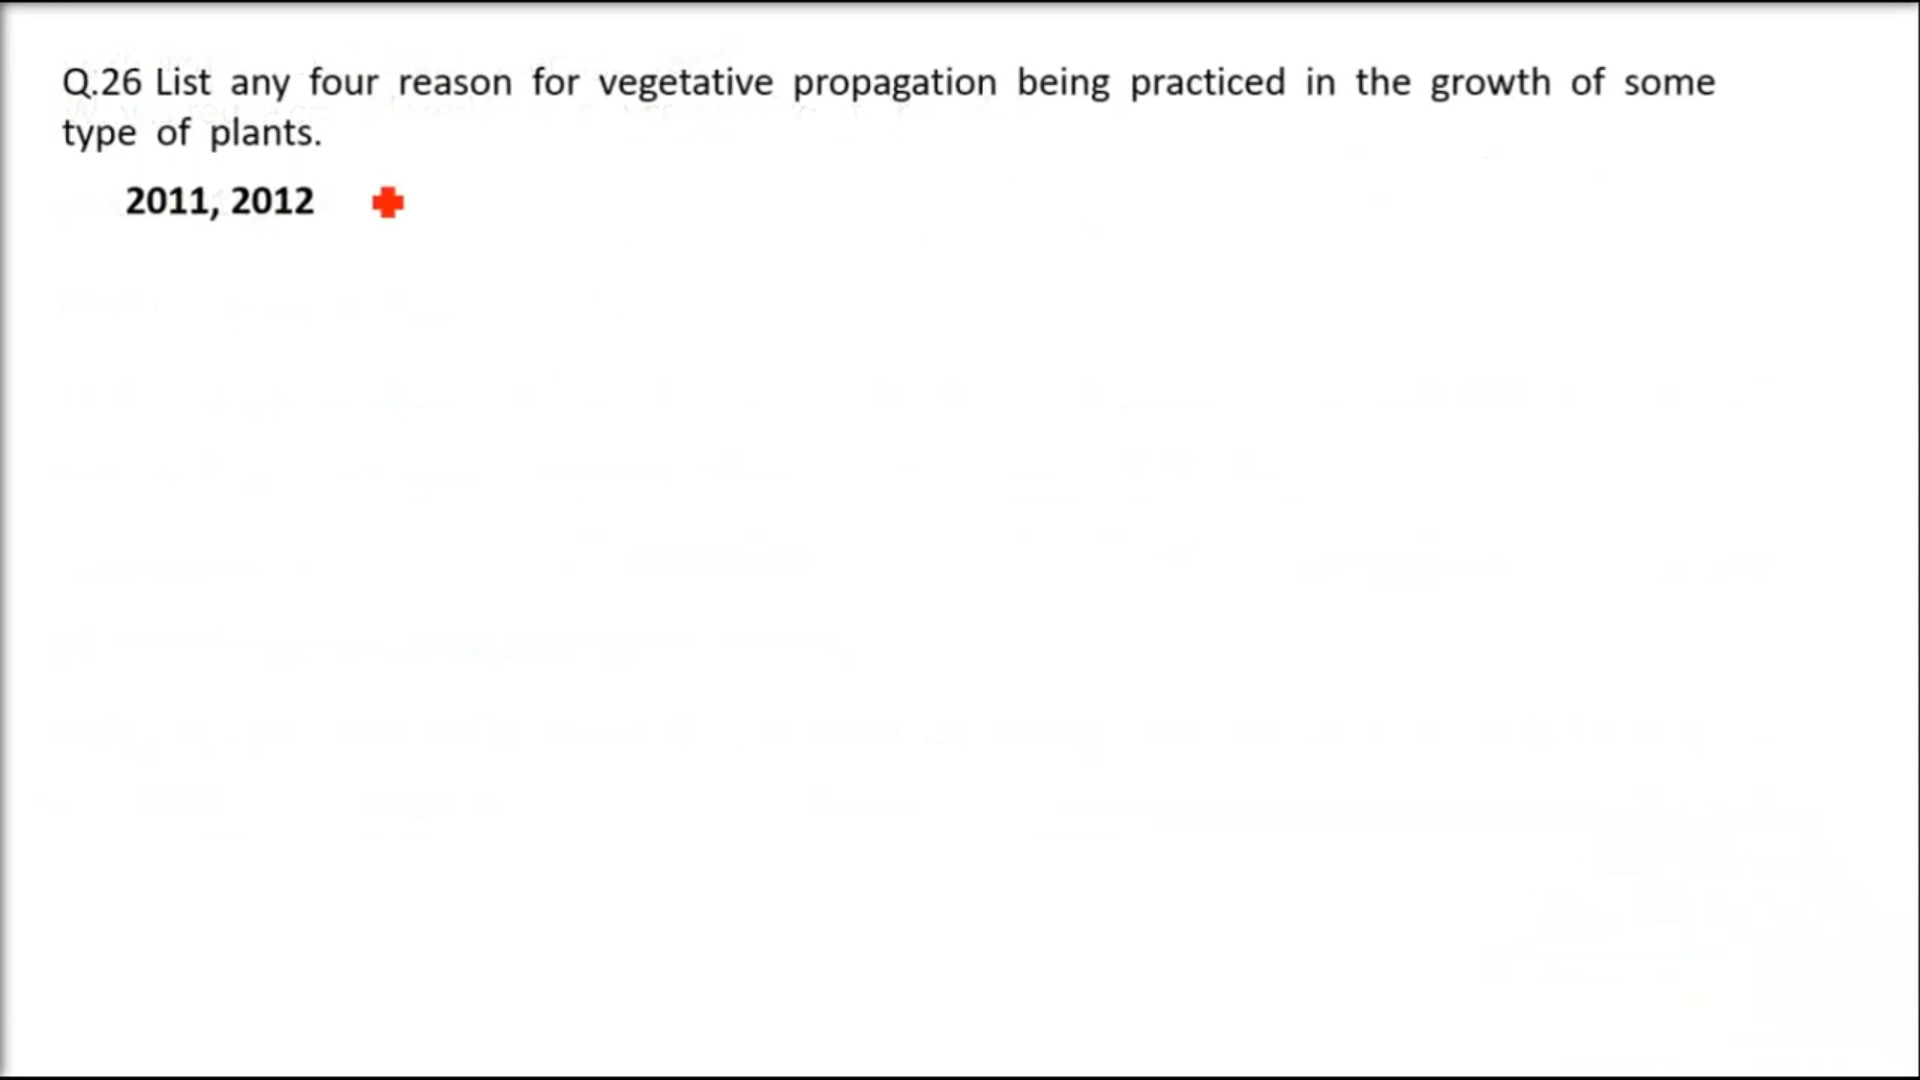 Q.26 List any four reason for vegetative propagation being practiced in the growth of some
type of plants.
2011, 2012